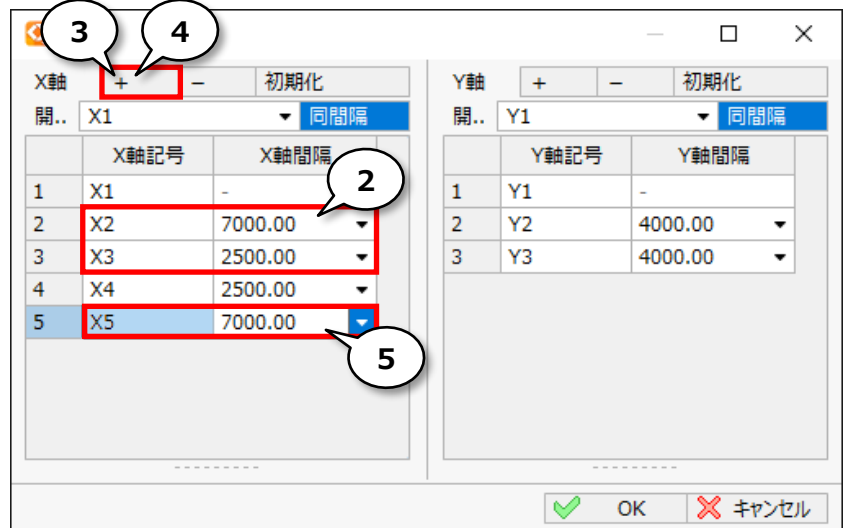 3 4
X軸 + - 初期化
開.. X1 同間隔
X軸記号 X軸間隔
1 X1 -
2 X2 7000.00
3 X3 2500.00
4 X4 2500.00
5 X5 7000.00
2
5
Y軸 + - 初期化
開.. Y1 同間隔
Y軸記号 Y軸間隔
1 Y1 -
2 Y2 4000.00
3 Y3 4000.00
OK キャンセル